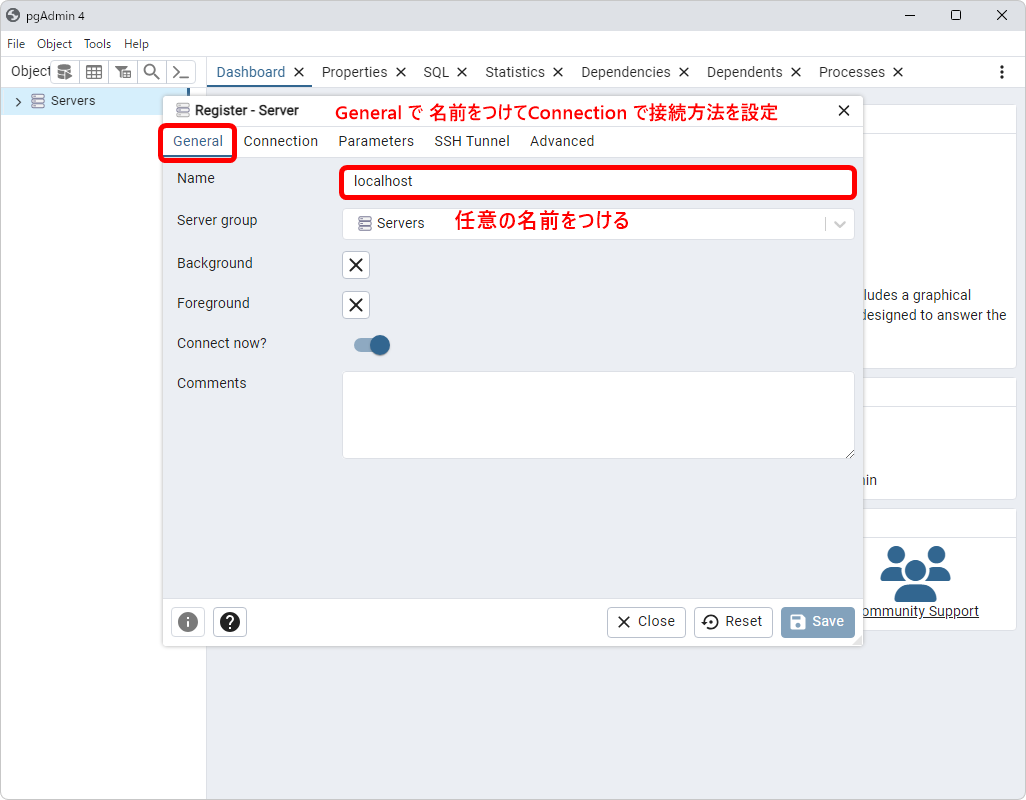 pgAdmin 4
File Object Tools Help
Object
Dashboard Properties SQL Statistics Dependencies Dependents Processes
Servers
Register - Server
General で 名前をつけてConnection で接続方法を設定
General Connection Parameters SSH Tunnel Advanced
Name localhost
Server group Servers 任意の名前をつける
Background
Foreground
Connect now?
Comments
ludes a graphical
designed to answer the
in
ommunity Support
Close Reset Save